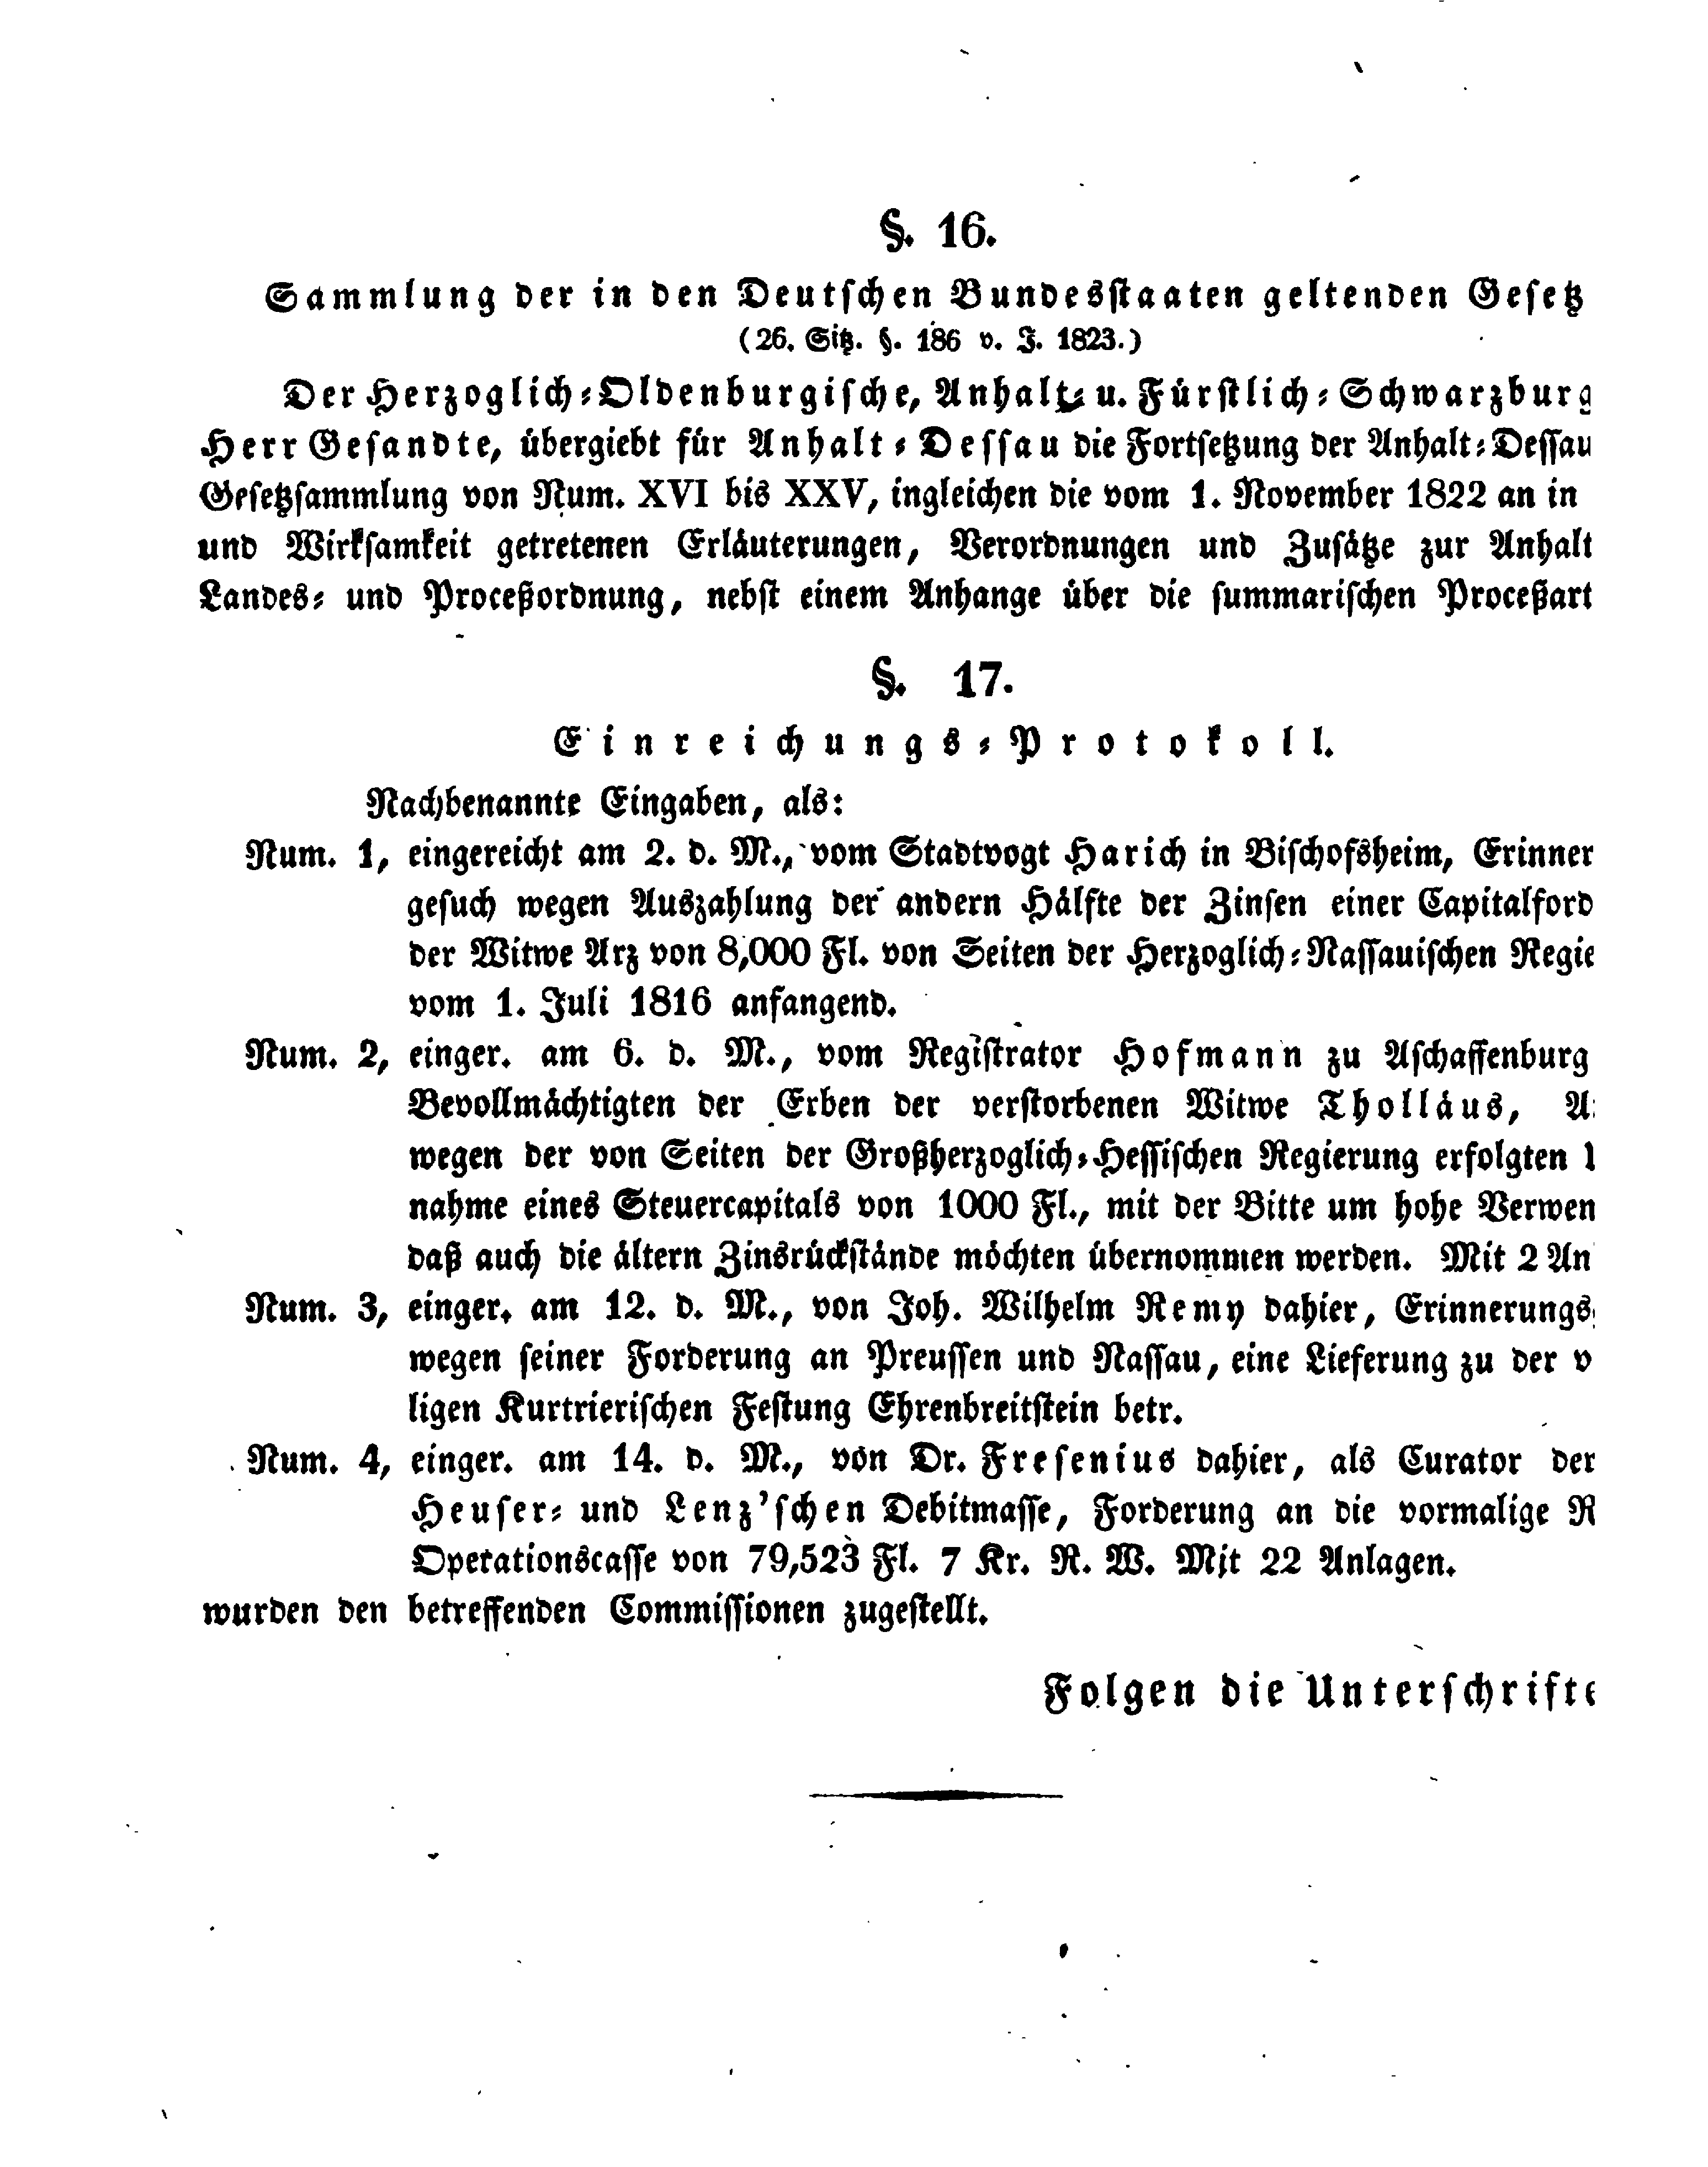 §. 16.
Sammlung der in den Deutschen Bundesstaaten geltenden Gesetz
(26. Sitz. §. 186 v. J. 1823.)
Der Herzoglich-Oldenburgische, Anhalt- u. Fürstlich-Schwarzburg
Herr Gesandte, übergiebt für Anhalt-Dessau die Fortsetzung der Anhalt-Dessau
Gesetzsammlung von Num. XVI bis XXV, ingleichen die vom 1. November 1822 an in
und Wirksamkeit getretenen Erläuterungen, Verordnungen und Zusätze zur Anhalt
Landes- und Proceßordnung, nebst einem Anhange über die summarischen Proceßart
§. 17.
Einreichungs-Protokoll.
Nachbenannte Eingaben, als:
Num. 1, eingereicht am 2. d. M., vom Stadtvogt Harich in Bischofsheim, Erinner
gesuch wegen Auszahlung der andern Hälfte der Zinsen einer Capitalford
der Witwe Arz von 8,000 Fl. von Seiten der Herzoglich-Nassauischen Regie
vom 1. Juli 1816 anfangend.
Num. 2, einger. am 6. d. M., vom Registrator Hofmann zu Aschaffenburg
Bevollmächtigten der Erben der verstorbenen Witwe Tholläus,
wegen der von Seiten der Großherzoglich-Hessischen Regierung erfolgten
nahme eines Steuercapitals von 1000 Fl., mit der Bitte um hohe Verwen
daß auch die ältern Zinsrückstände möchten übernommen werden. Mit 2 An
Num. 3, einger. am 12. d. M., von Joh. Wilhelm Remy dahier, Erinnerungs
wegen seiner Forderung an Preussen und Nassau, eine Lieferung zu der v
ligen Kurtrierischen Festung Ehrenbreitstein betr.
Num. 4, einger. am 14. d. M., von Dr. Fresenius dahier, als Curator der
Heuser- und Lenz'schen Debitmasse, Forderung an die vormalige R
Operationscasse von 79,523 Fl. 7 Kr. R. W. Mit 22 Anlagen.
wurden den betreffenden Commissionen zugestellt.
Folgen die Unterschrifte